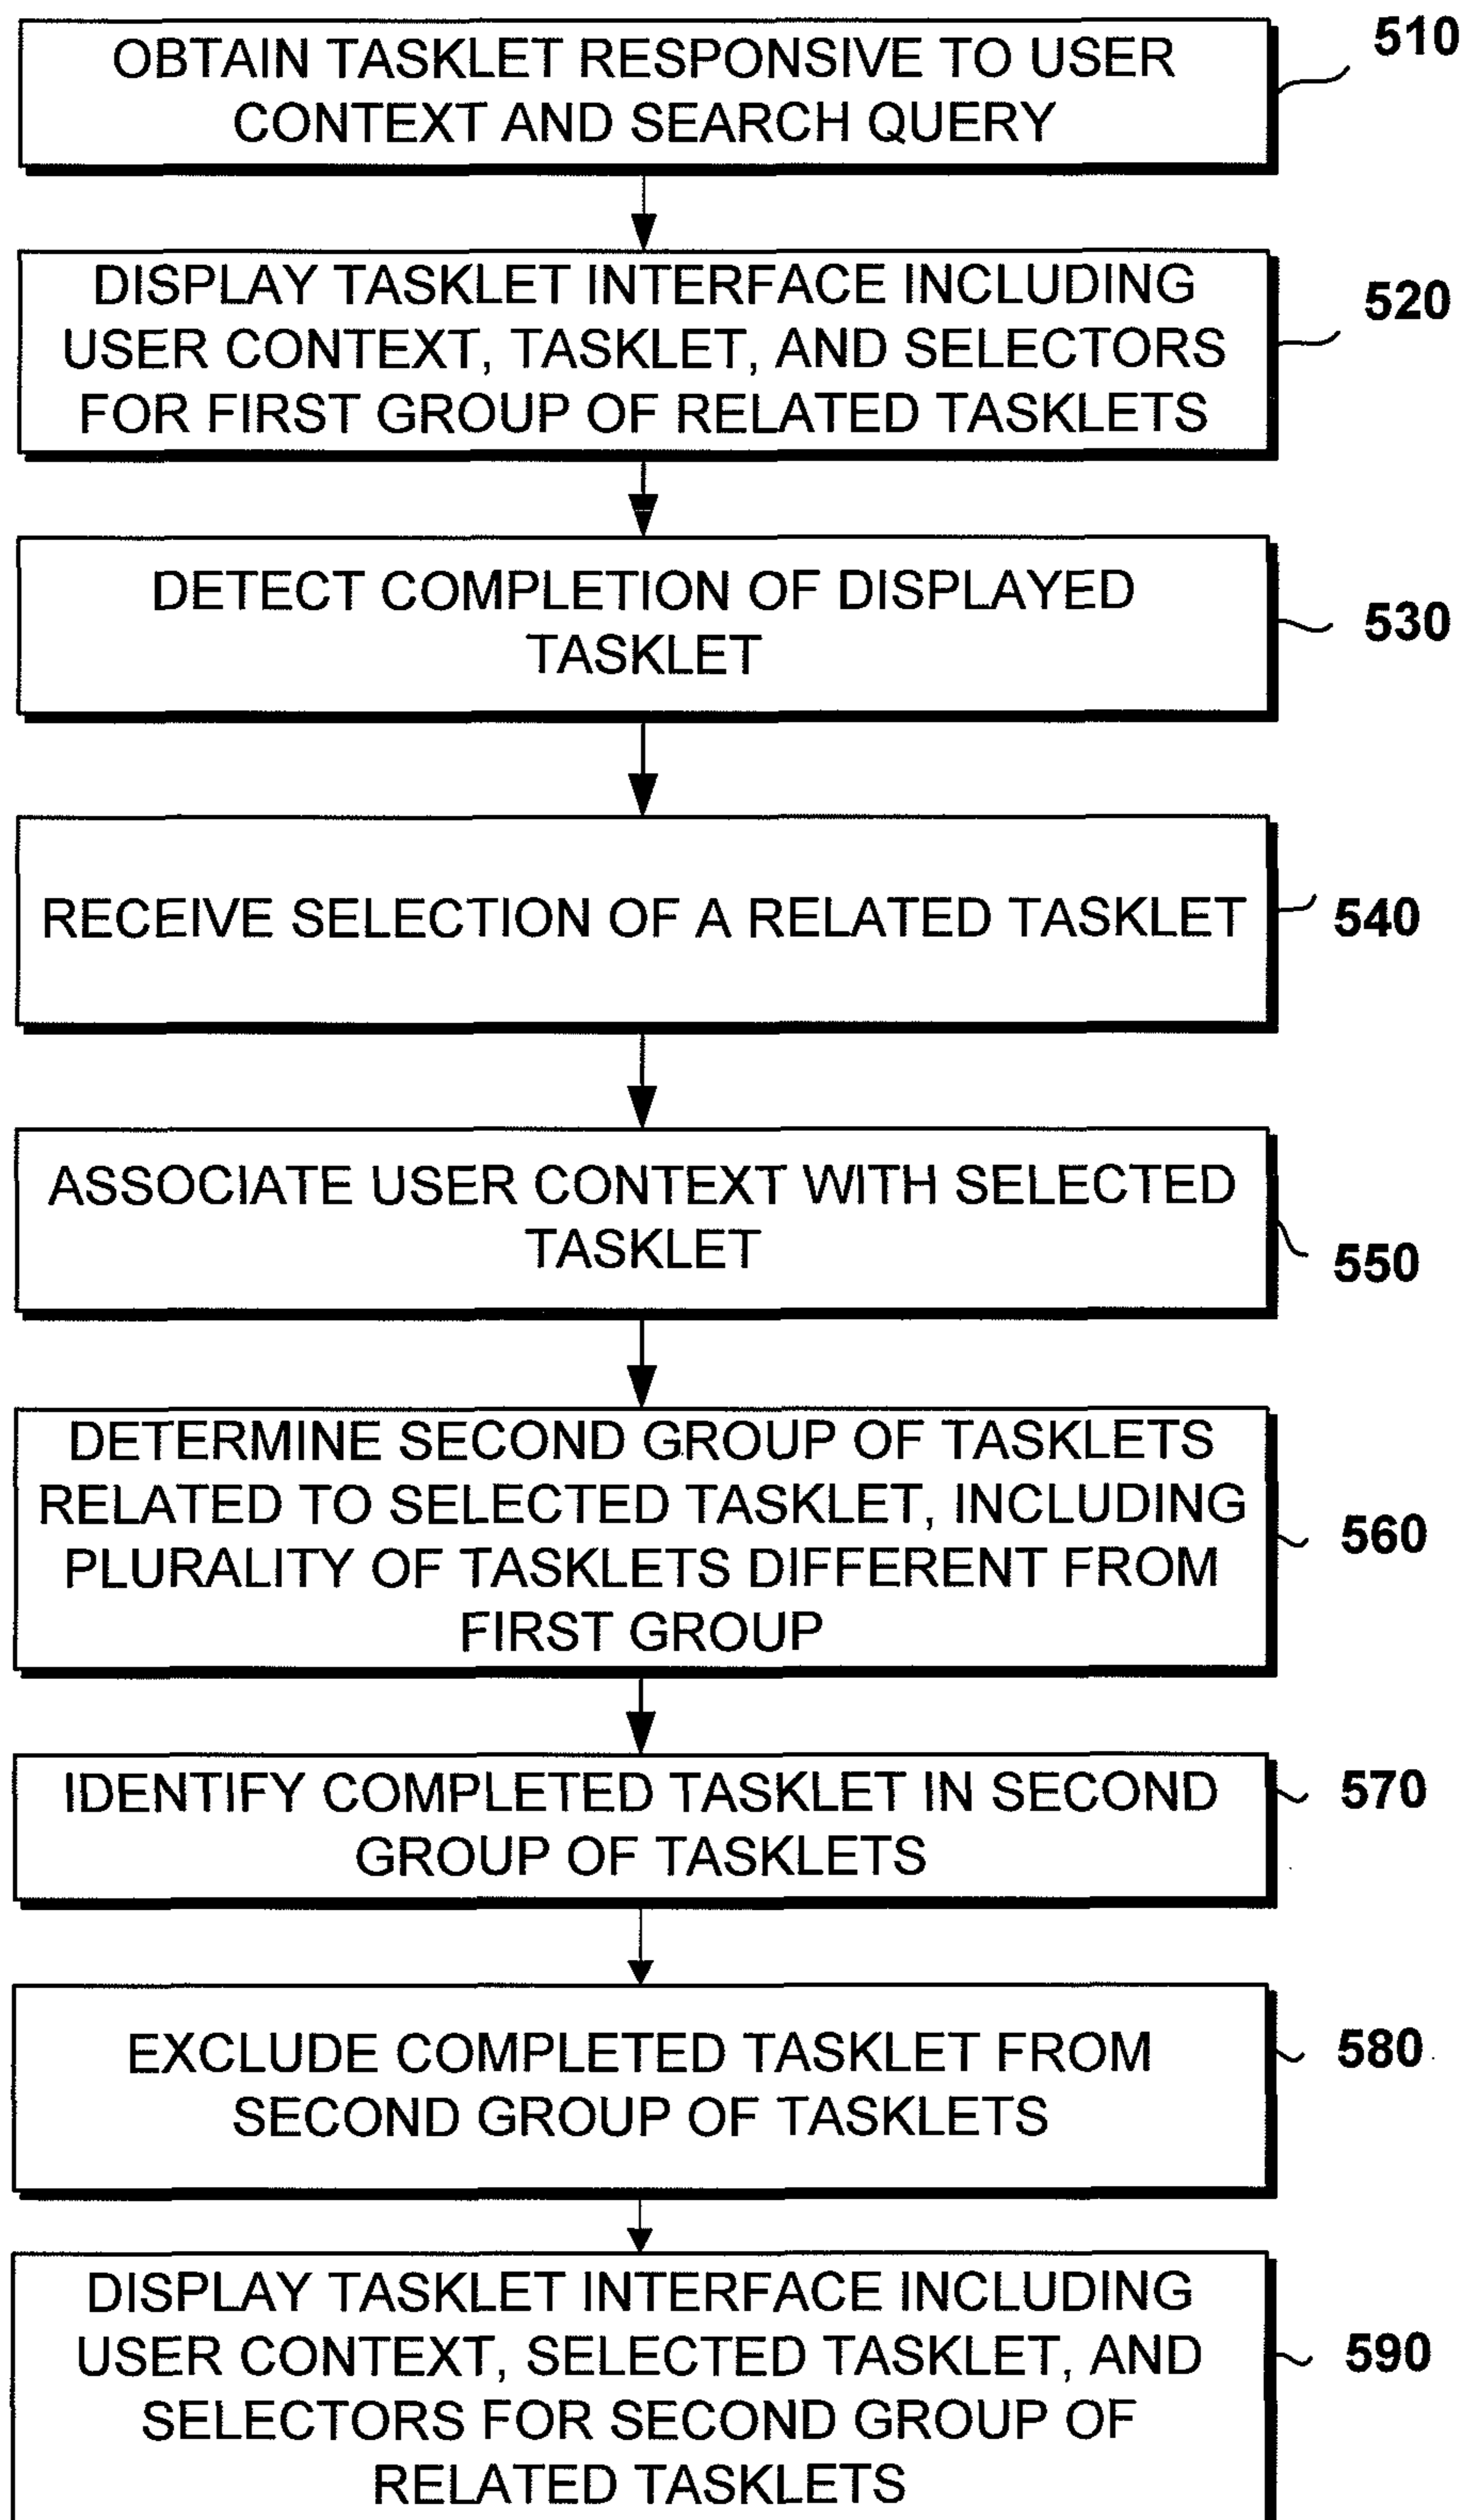 OBTAIN TASKLET RESPONSIVE TO USER
CONTEXT AND SEARCH QUERY
510
DISPLAY TASKLET INTERFACE INCLUDING
USER CONTEXT, TASKLET, AND SELECTORS
FOR FIRST GROUP OF RELATED TASKLETS
520
DETECT COMPLETION OF DISPLAYED
TASKLET
530
RECEIVE SELECTION OF A RELATED TASKLET
540
ASSOCIATE USER CONTEXT WITH SELECTED
TASKLET
550
DETERMINE SECOND GROUP OF TASKLETS
RELATED TO SELECTED TASKLET, INCLUDING
PLURALITY OF TASKLETS DIFFERENT FROM
FIRST GROUP
560
IDENTIFY COMPLETED TASKLET IN SECOND
GROUP OF TASKLETS
570
EXCLUDE COMPLETED TASKLET FROM
SECOND GROUP OF TASKLETS
580
DISPLAY TASKLET INTERFACE INCLUDING
USER CONTEXT, SELECTED TASKLET, AND
SELECTORS FOR SECOND GROUP OF
RELATED TASKLETS
590